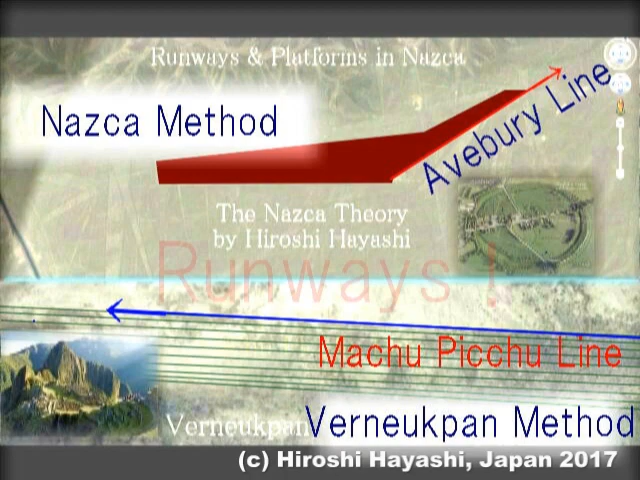 Runways & Platforms in Nazca
Nazca Method
Avebury Line
The Nazca Theory
by Hiroshi Hayashi
Runways !
Machu Picchu Line
Verneukpan
Verneukpan Method
(c) Hiroshi Hayashi, Japan 2017